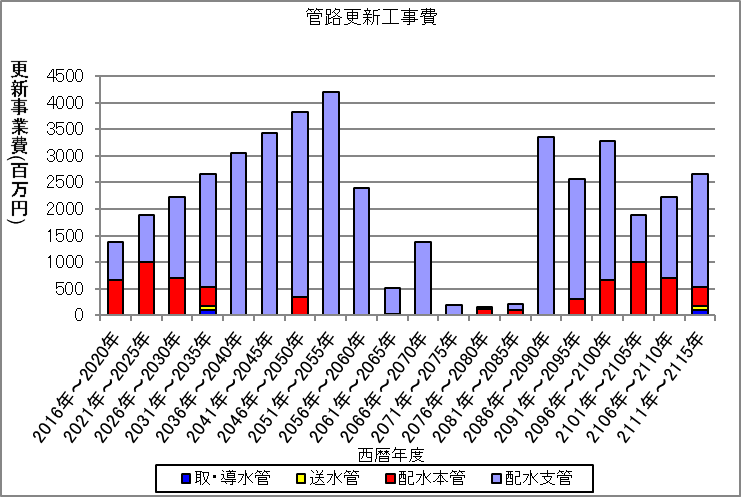 管路更新工事費
更新事業費(百万円)
4500
4000
3500
3000
2500
2000
1500
1000
500
0
2016年～2020年
2021年～2025年
2026年～2030年
2031年～2035年
2036年～2040年
2041年～2045年
2046年～2050年
2051年～2055年
2056年～2060年
2061年～2065年
2066年～2070年
2071年～2075年
2076年～2080年
2081年～2085年
2086年～2090年
2091年～2095年
2096年～2100年
2101年～2105年
2106年～2110年
2111年～2115年
西暦年度
取・導水管 送水管 配水本管 配水支管